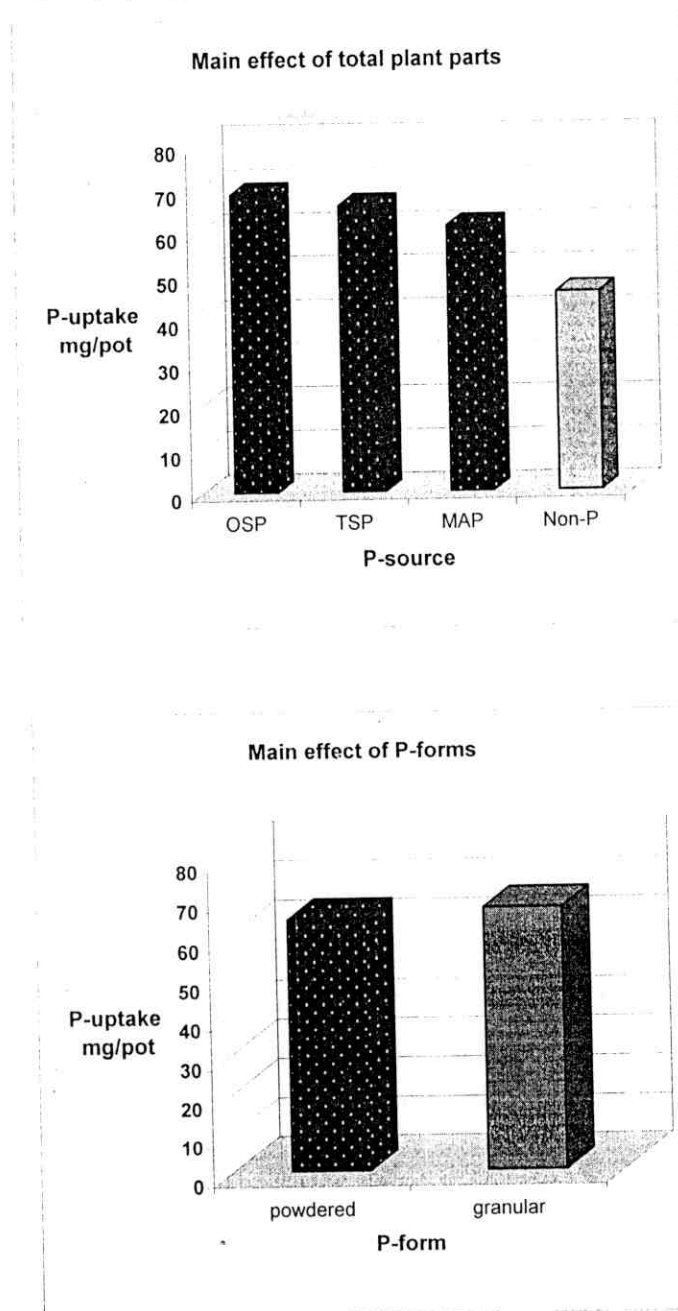 Main effect of total plant parts
80
70
60
50
40
30
20
10
0
P-uptake
mg/pot
OSP TSP MAP Non-P
P-source
Main effect of P-forms
80
70
60
50
40
30
20
10
0
P-uptake
mg/pot
powdered granular
P-form